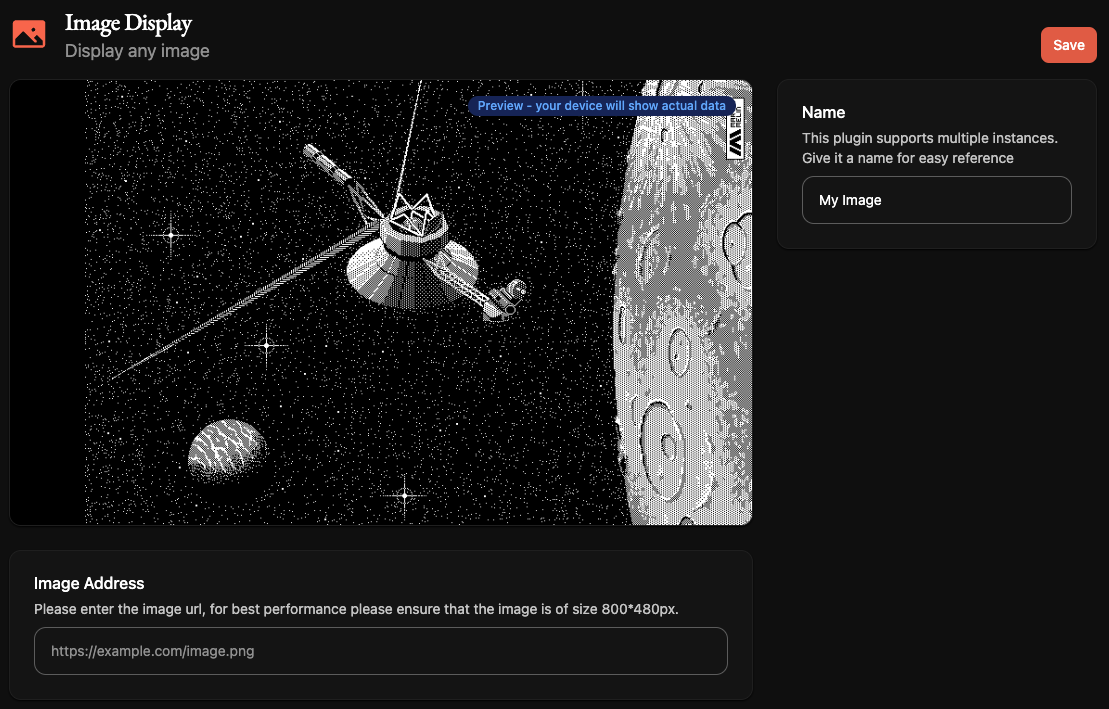 Image Display
Display any image
Save
Preview - your device will show actual data
Name
This plugin supports multiple instances.
Give it a name for easy reference
My Image
Image Address
Please enter the image url, for best performance please ensure that the image is of size 800*480px.
https://example.com/image.png